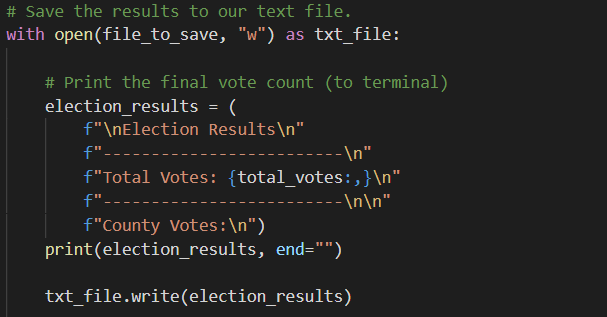 # Save the results to our text file.
with open(file_to_save, "w") as txt_file:
# Print the final vote count (to terminal)
election_results = (
f"\nElection Results\n"
f"-------------------------\n"
f"Total Votes: {total_votes:,}\n"
f"-------------------------\n\n"
f"County Votes:\n")
print(election_results, end="")
txt_file.write(election_results)